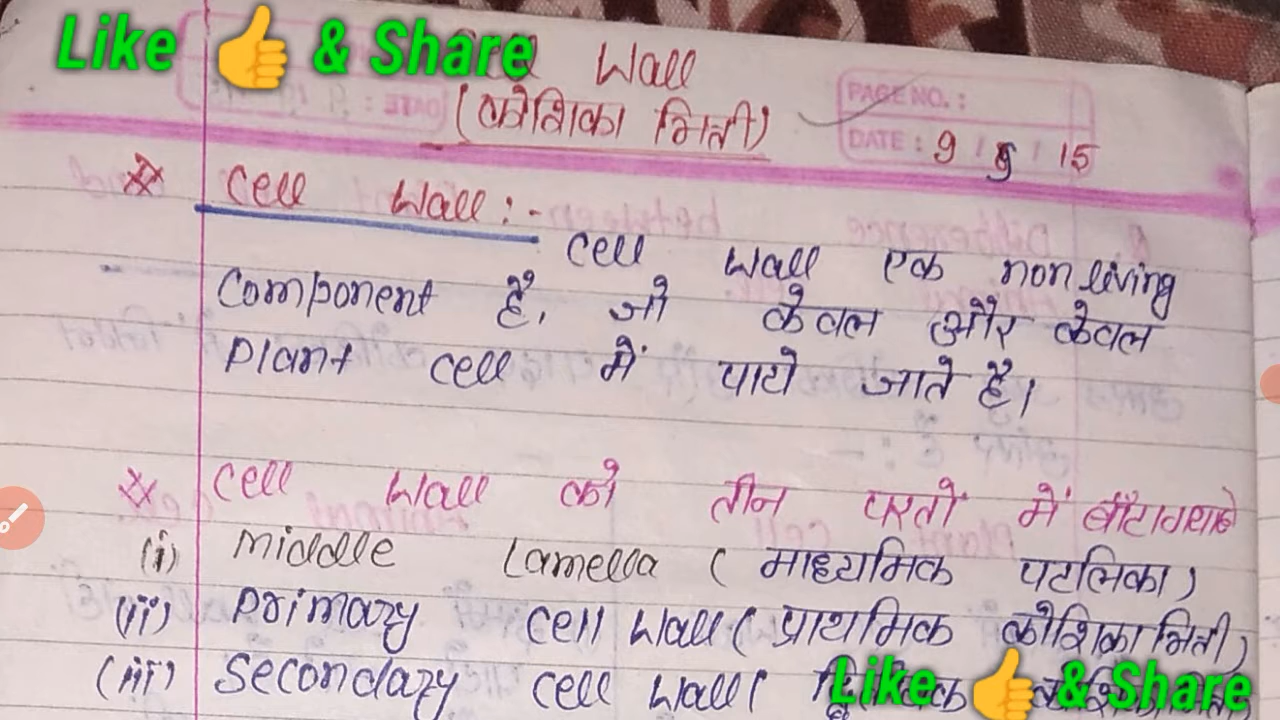 Like 👍 & Share
Cell Wall
(कोशिका भित्ती)
PAGE NO. :
DATE : 9 / 5 / 15
Cell Wall :-
Cell Wall एक non living
Component है, जो केवल और केवल
Plant cell में पाये जाते है।
Cell Wall को तीन परतों में बाँटा गया है
(i) Middle Lamella ( माध्यमिक पटलिका )
(ii) Primary Cell Wall ( प्राथमिक कोशिका भित्ती )
(iii) Secondary Cell Wall (
Like 👍 & Share